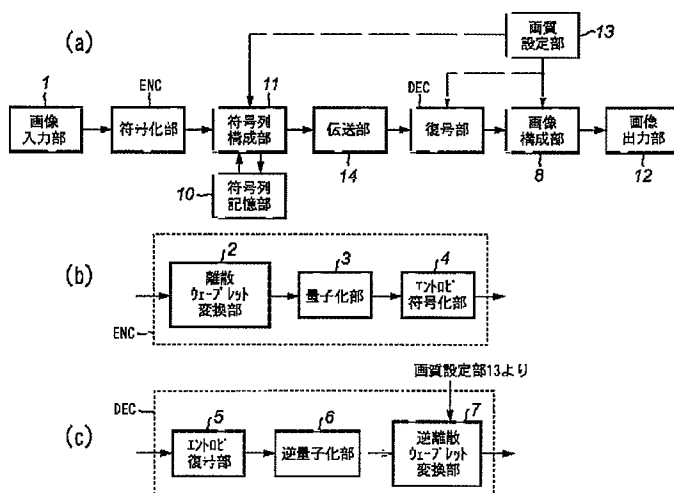 (a)
画質
設定部
13
1
ENC
11
DEC
画像
入力部
符号化部
符号列
構成部
伝送部
復号部
画像
構成部
画像
出力部
14
8
12
10
符号列
記憶部
(b)
2
3
4
離散
ウェーブレット
変換部
量子化部
エントロピ
符号化部
ENC
画質設定部13より
DEC
(c)
5
6
7
エントロピ
復号部
逆量子化部
逆離散
ウェーブレット
変換部